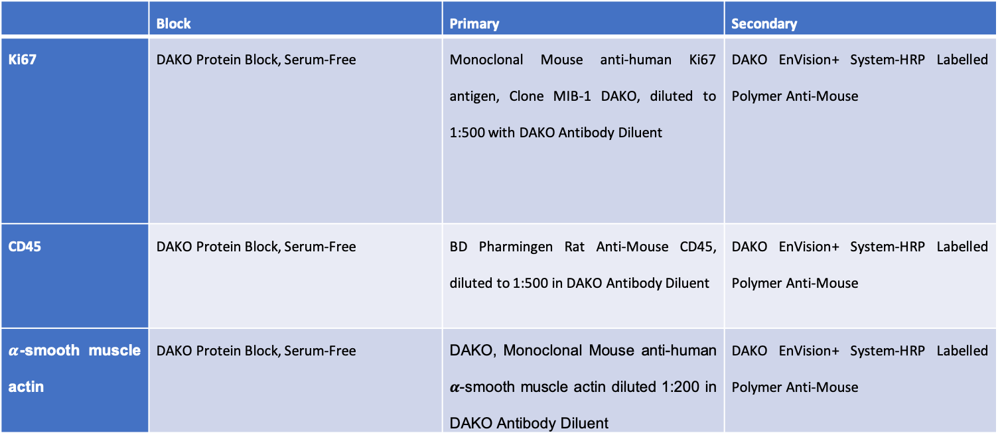 Block
Primary
Secondary
Ki67
DAKO Protein Block, Serum-Free
Monoclonal Mouse anti-human Ki67
antigen, Clone MIB-1 DAKO, diluted to
1:500 with DAKO Antibody Diluent
DAKO EnVision+ System-HRP Labelled
Polymer Anti-Mouse
CD45
DAKO Protein Block, Serum-Free
BD Pharmingen Rat Anti-Mouse CD45,
diluted to 1:500 in DAKO Antibody Diluent
DAKO EnVision+ System-HRP Labelled
Polymer Anti-Mouse
α-smooth muscle
actin
DAKO Protein Block, Serum-Free
DAKO, Monoclonal Mouse anti-human
α-smooth muscle actin diluted 1:200 in
DAKO Antibody Diluent
DAKO EnVision+ System-HRP Labelled
Polymer Anti-Mouse